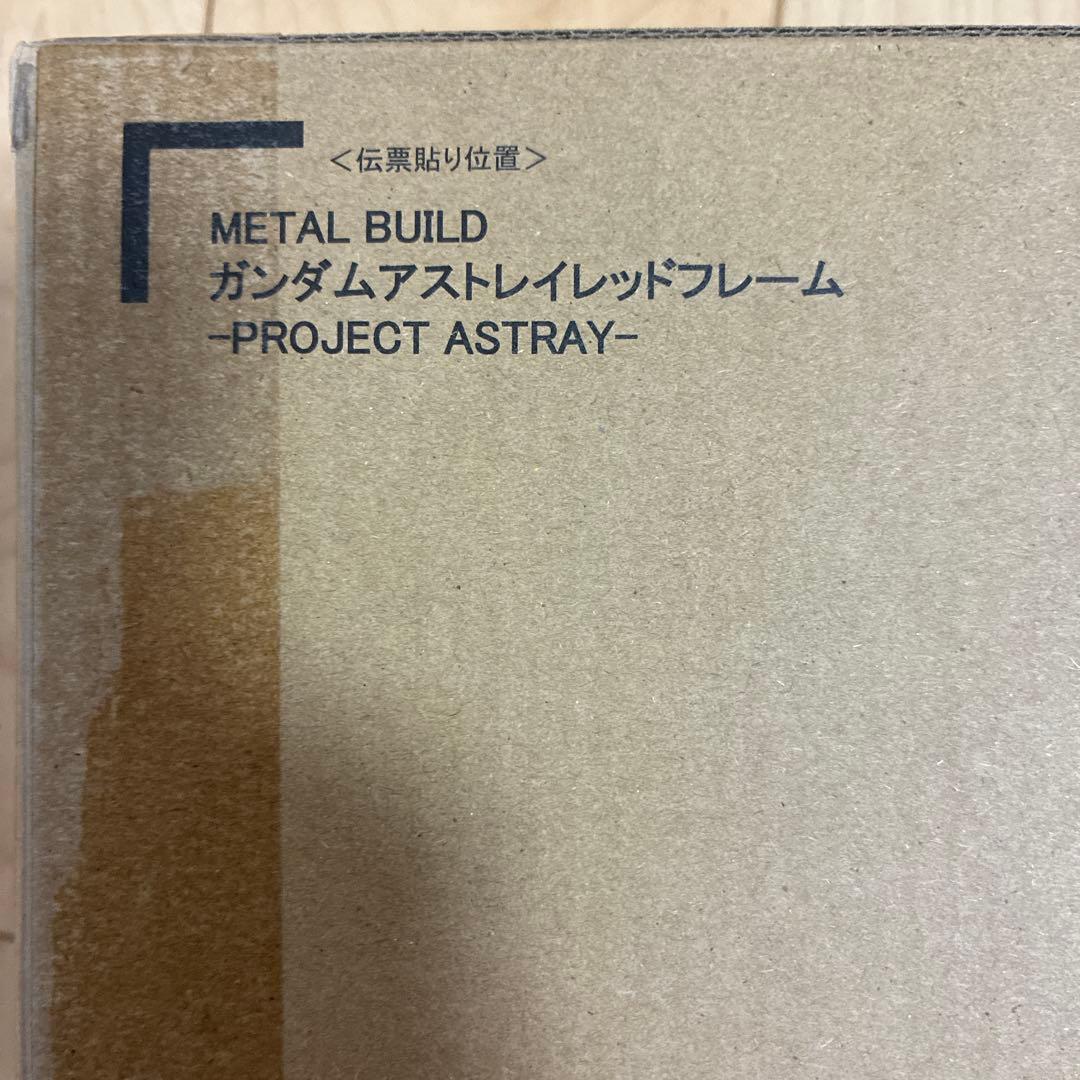 ＜伝票貼り位置＞
METAL BUILD
ガンダムアストレイレッドフレーム
-PROJECT ASTRAY-